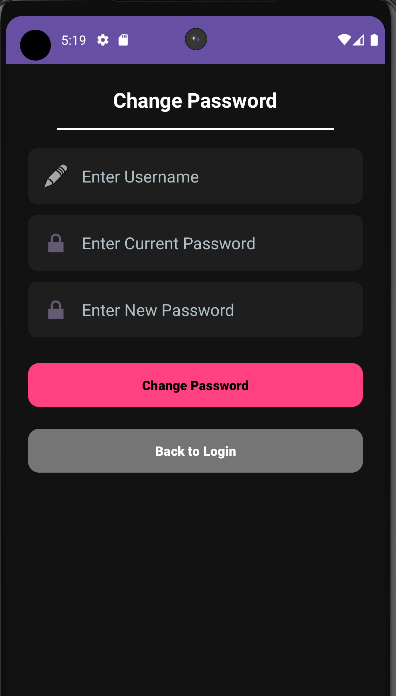 5:19
Change Password
Enter Username
Enter Current Password
Enter New Password
Change Password
Back to Login